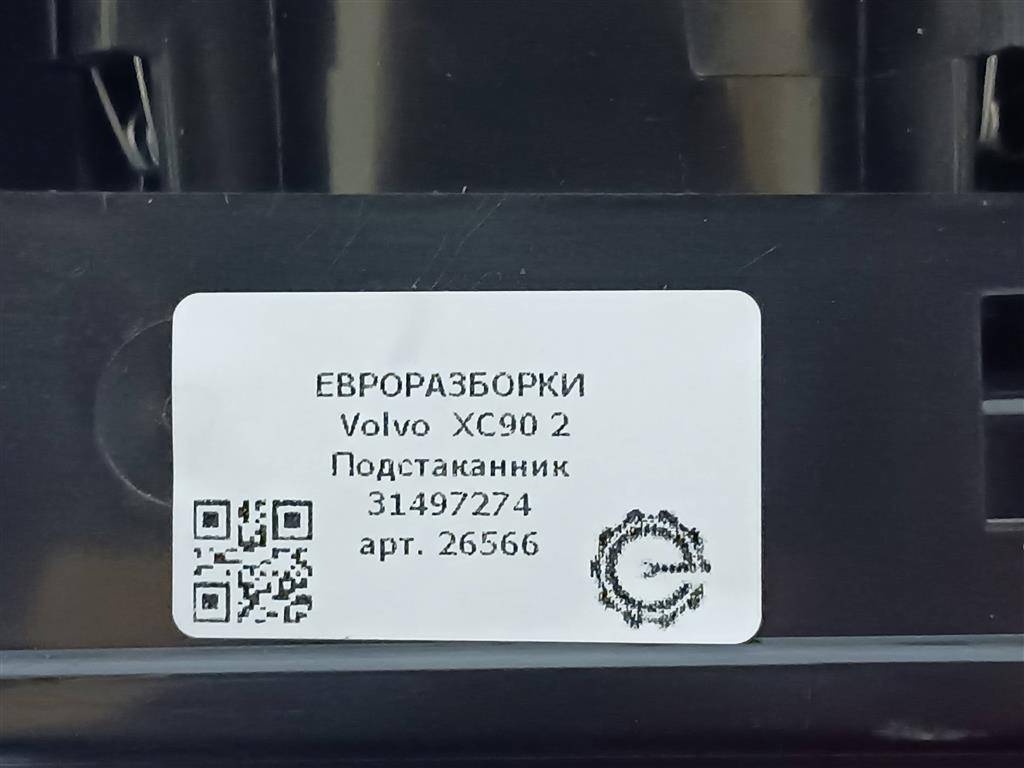 ЕВРОРАЗБОРКИ
Volvo XC90 2
Подстаканник
31497274
арт. 26566